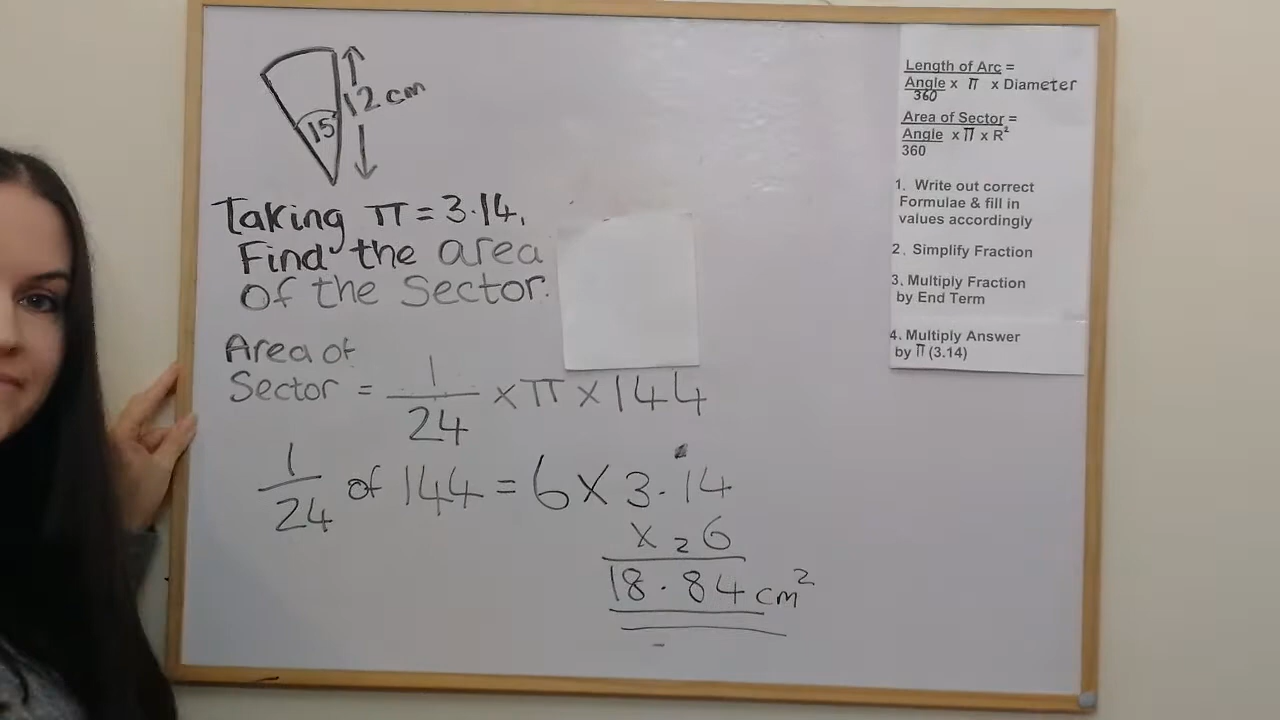 12 cm
15
Taking π = 3.14,
Find the area
of the Sector.
Area of
Sector = 1/24 × π × 144
1/24 of 144 = 6 × 3.14
× 2 6
18.84 cm²
Length of Arc =
Angle x π x Diameter
360
Area of Sector =
Angle x π x R²
360
1. Write out correct
Formulae & fill in
values accordingly
2. Simplify Fraction
3. Multiply Fraction
by End Term
4. Multiply Answer
by π (3.14)